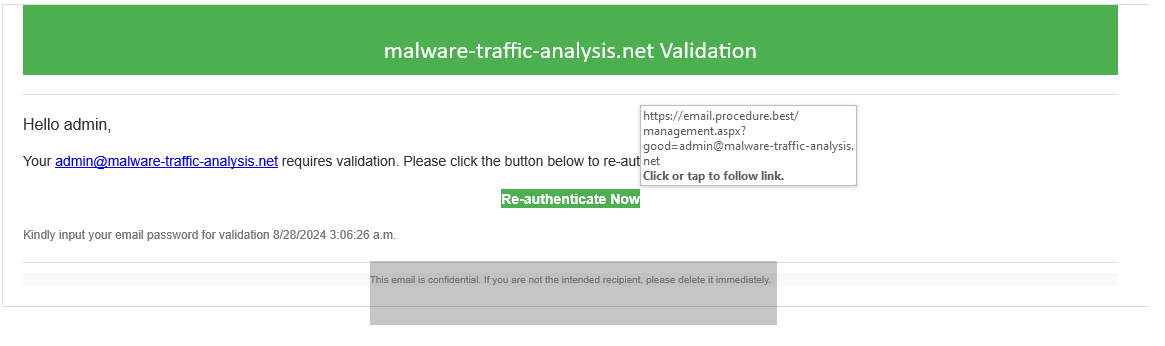 malware-traffic-analysis.net Validation
Hello admin,
Your admin@malware-traffic-analysis.net requires validation. Please click the button below to re-aut
https://email.procedure.best/
management.aspx?
good=admin@malware-traffic-analysis.
net
Click or tap to follow link.
Re-authenticate Now
Kindly input your email password for validation 8/28/2024 3:06:26 a.m.
This email is confidential. If you are not the intended recipient, please delete it immediately.